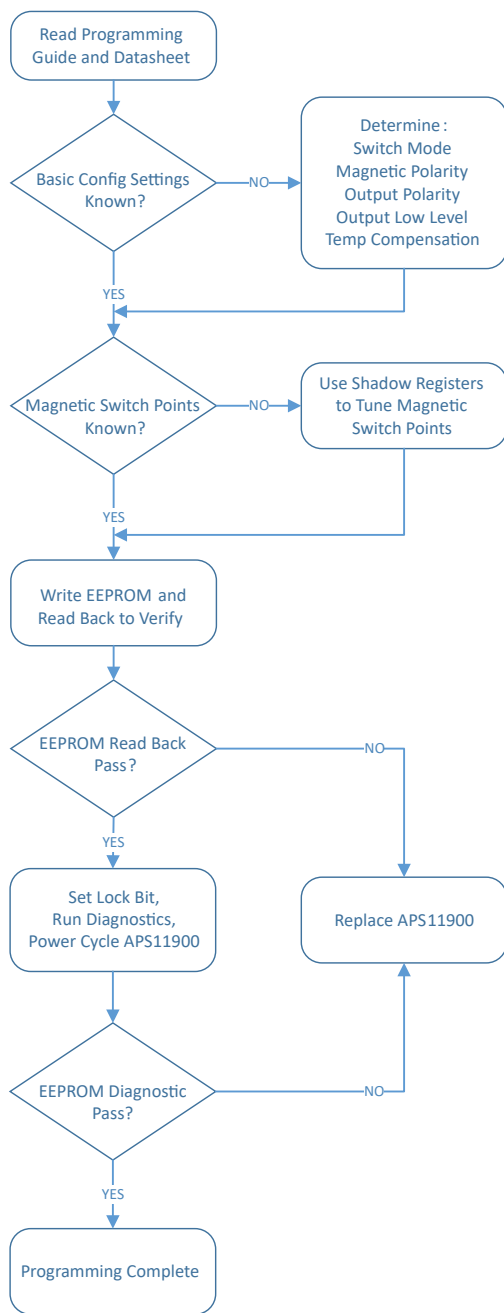 Read Programming
Guide and Datasheet
Basic Config Settings
Known?
NO
Determine:
Switch Mode
Magnetic Polarity
Output Polarity
Output Low Level
Temp Compensation
YES
Magnetic Switch Points
Known?
NO
Use Shadow Registers
to Tune Magnetic
Switch Points
YES
Write EEPROM and
Read Back to Verify
EEPROM Read Back
Pass?
NO
YES
Set Lock Bit,
Run Diagnostics,
Power Cycle APS11900
Replace APS11900
EEPROM Diagnostic
Pass?
NO
YES
Programming Complete